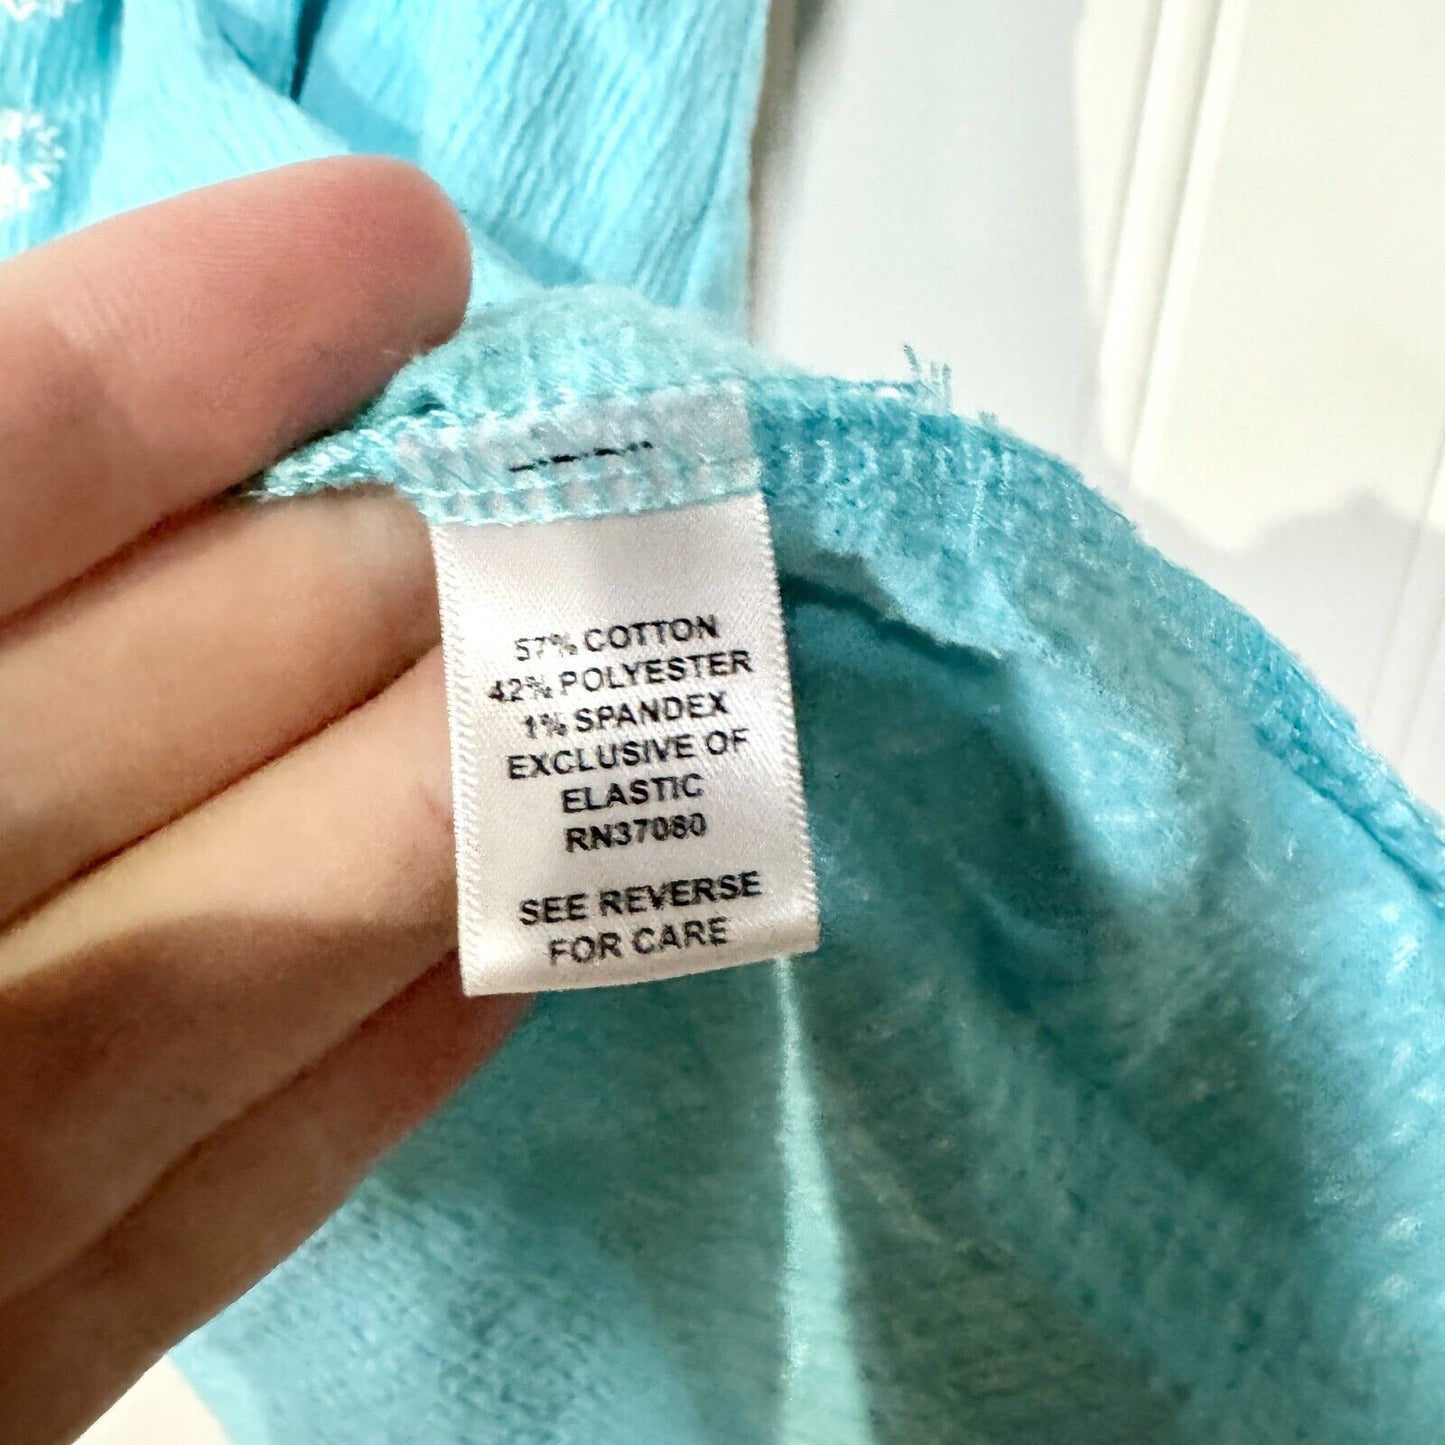 57% COTTON
42% POLYESTER
1% SPANDEX
EXCLUSIVE OF
ELASTIC
RN37080
SEE REVERSE
FOR CARE